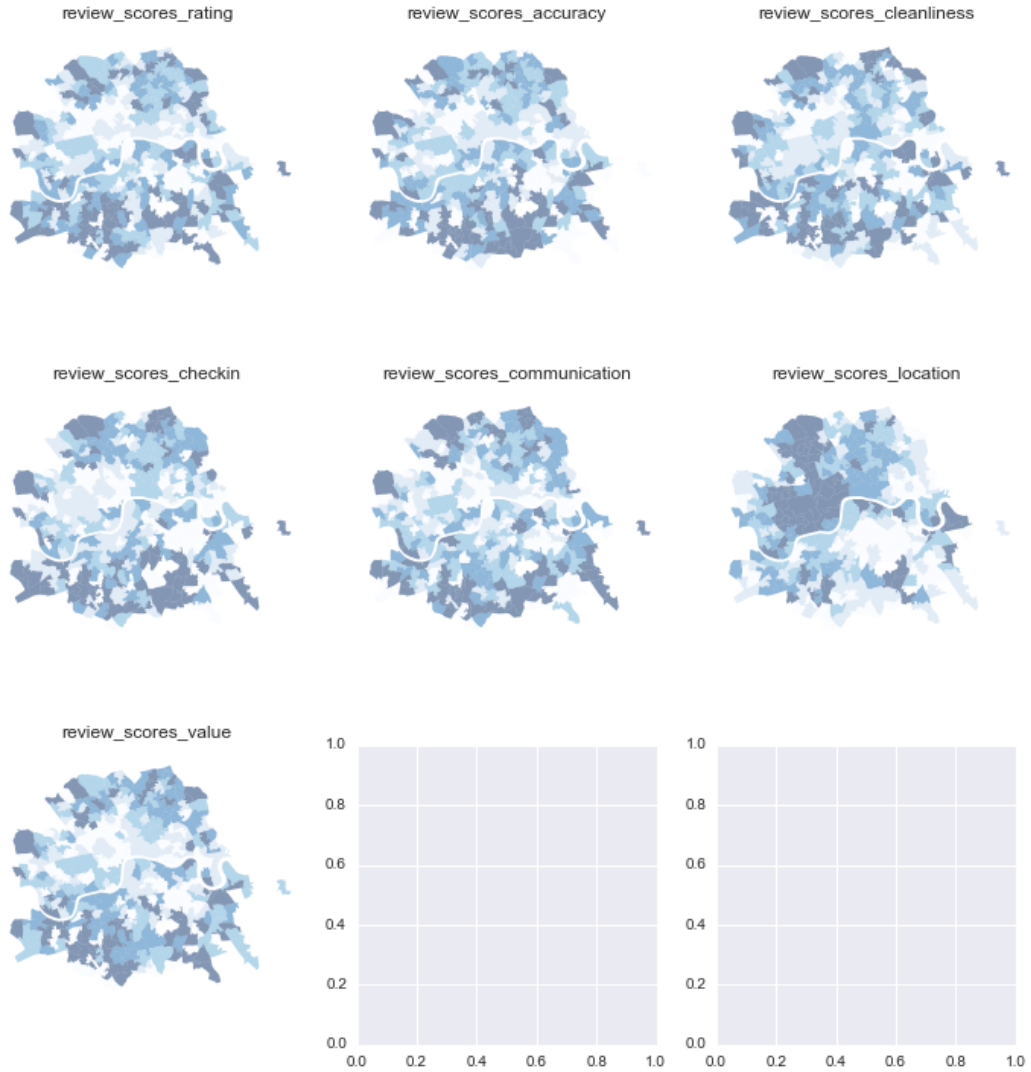 review_scores_rating
review_scores_accuracy
review_scores_cleanliness
review_scores_checkin
review_scores_communication
review_scores_location
review_scores_value
1.0
0.8
0.6
0.4
0.2
0.0
0.0 0.2 0.4 0.6 0.8 1.0
1.0
0.8
0.6
0.4
0.2
0.0
0.0 0.2 0.4 0.6 0.8 1.0